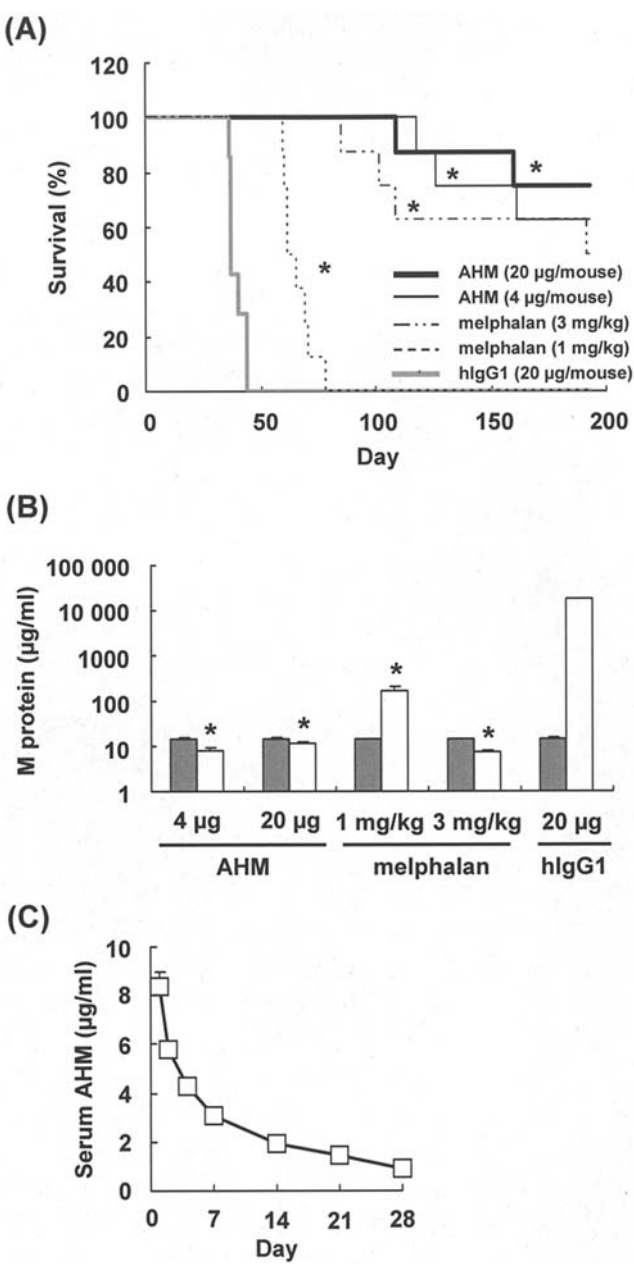 (A)
120
100
80
60
40
20
0
Survival (%)
*
*
*
*
AHM (20 µg/mouse)
AHM (4 µg/mouse)
melphalan (3 mg/kg)
melphalan (1 mg/kg)
hIgG1 (20 µg/mouse)
0 50 100 150 200
Day
(B)
100 000
10 000
1000
100
10
1
M protein (µg/ml)
* * * *
4 µg 20 µg 1 mg/kg 3 mg/kg 20 µg
AHM melphalan hIgG1
(C)
10
8
6
4
2
0
Serum AHM (µg/ml)
0 7 14 21 28
Day